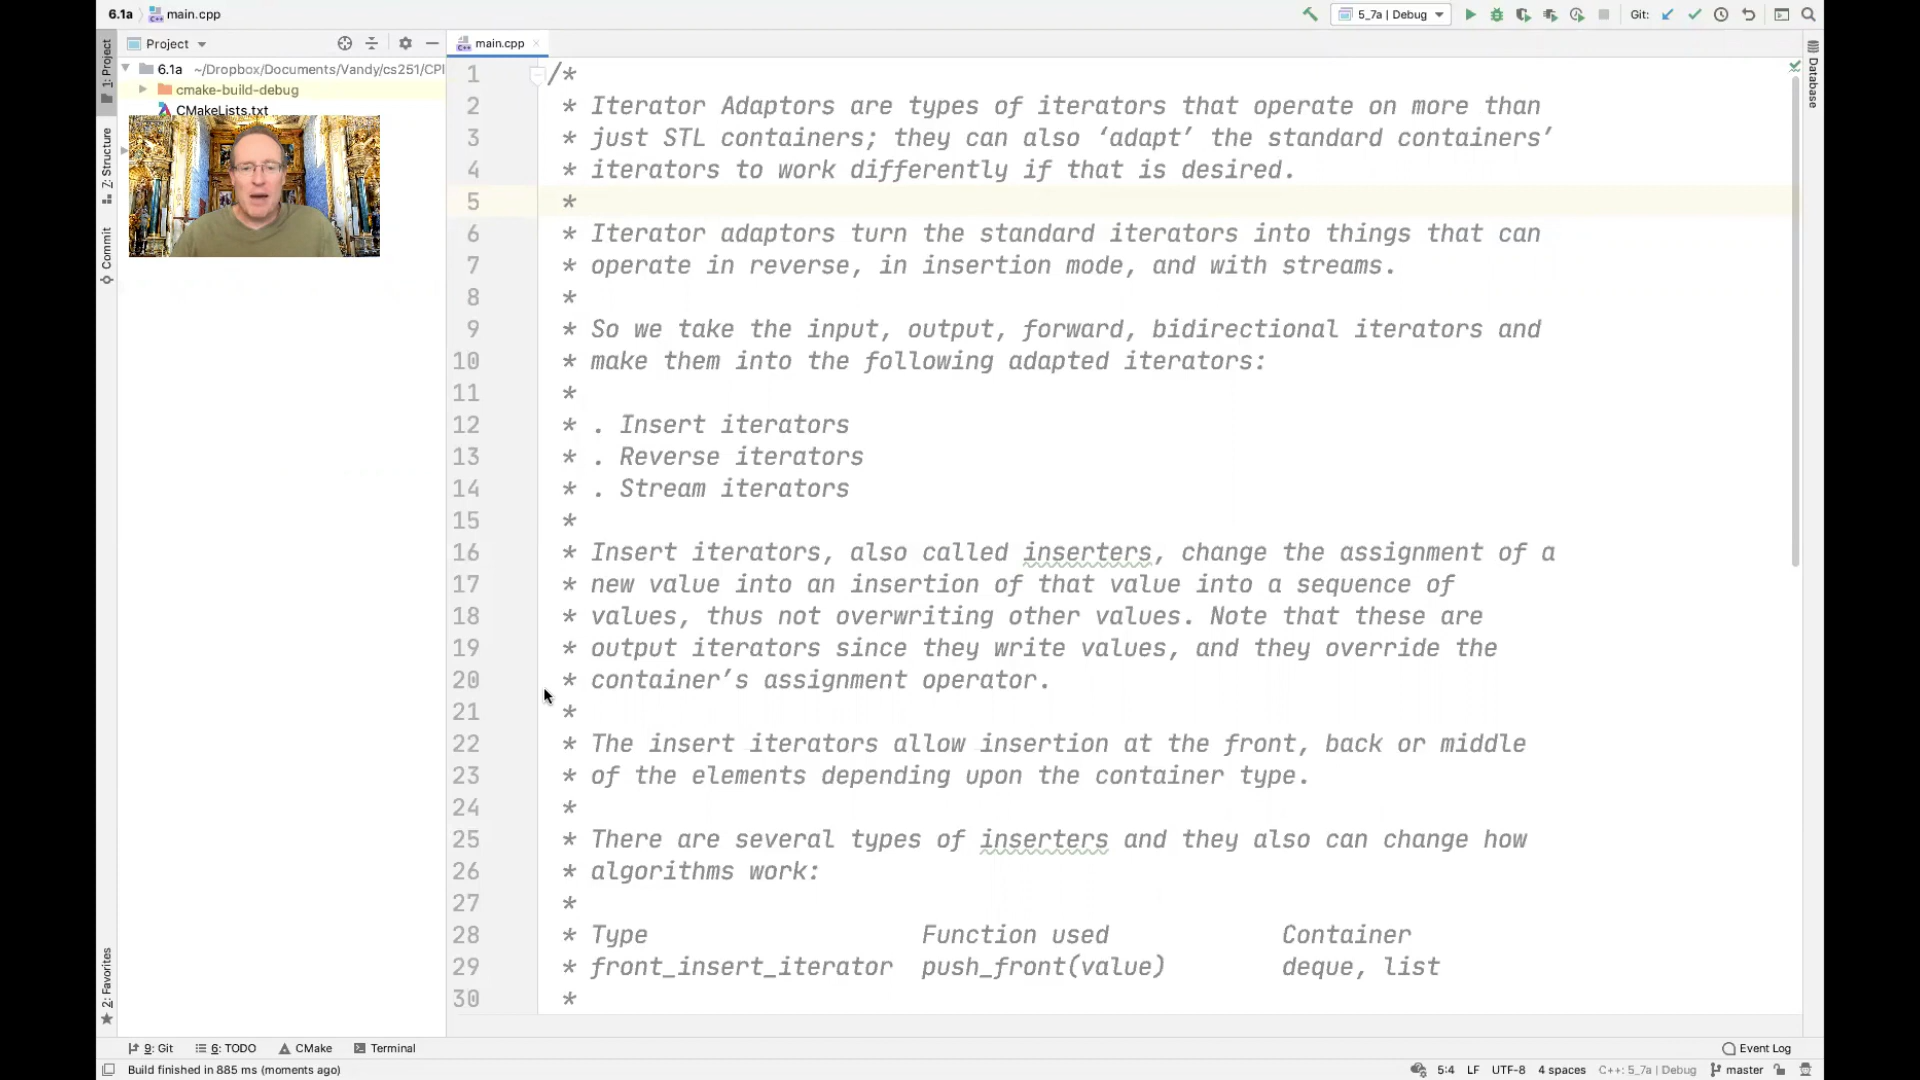 6.1a main.cpp
5_7a | Debug
Git:
Project
main.cpp
1: Project
6.1a ~/Dropbox/Documents/Vandy/cs251/CPl
cmake-build-debug
CMakeLists.txt
7: Structure
Commit
2: Favorites
Database
1 /*
2 * Iterator Adaptors are types of iterators that operate on more than
3 * just STL containers; they can also ‘adapt’ the standard containers’
4 * iterators to work differently if that is desired.
5 *
6 * Iterator adaptors turn the standard iterators into things that can
7 * operate in reverse, in insertion mode, and with streams.
8 *
9 * So we take the input, output, forward, bidirectional iterators and
10 * make them into the following adapted iterators:
11 *
12 * . Insert iterators
13 * . Reverse iterators
14 * . Stream iterators
15 *
16 * Insert iterators, also called inserters, change the assignment of a
17 * new value into an insertion of that value into a sequence of
18 * values, thus not overwriting other values. Note that these are
19 * output iterators since they write values, and they override the
20 * container’s assignment operator.
21 *
22 * The insert iterators allow insertion at the front, back or middle
23 * of the elements depending upon the container type.
24 *
25 * There are several types of inserters and they also can change how
26 * algorithms work:
27 *
28 * Type Function used Container
29 * front_insert_iterator push_front(value) deque, list
30 *
9: Git 6: TODO CMake Terminal Event Log
Build finished in 885 ms (moments ago) 5:4 LF UTF-8 4 spaces C++: 5_7a | Debug master